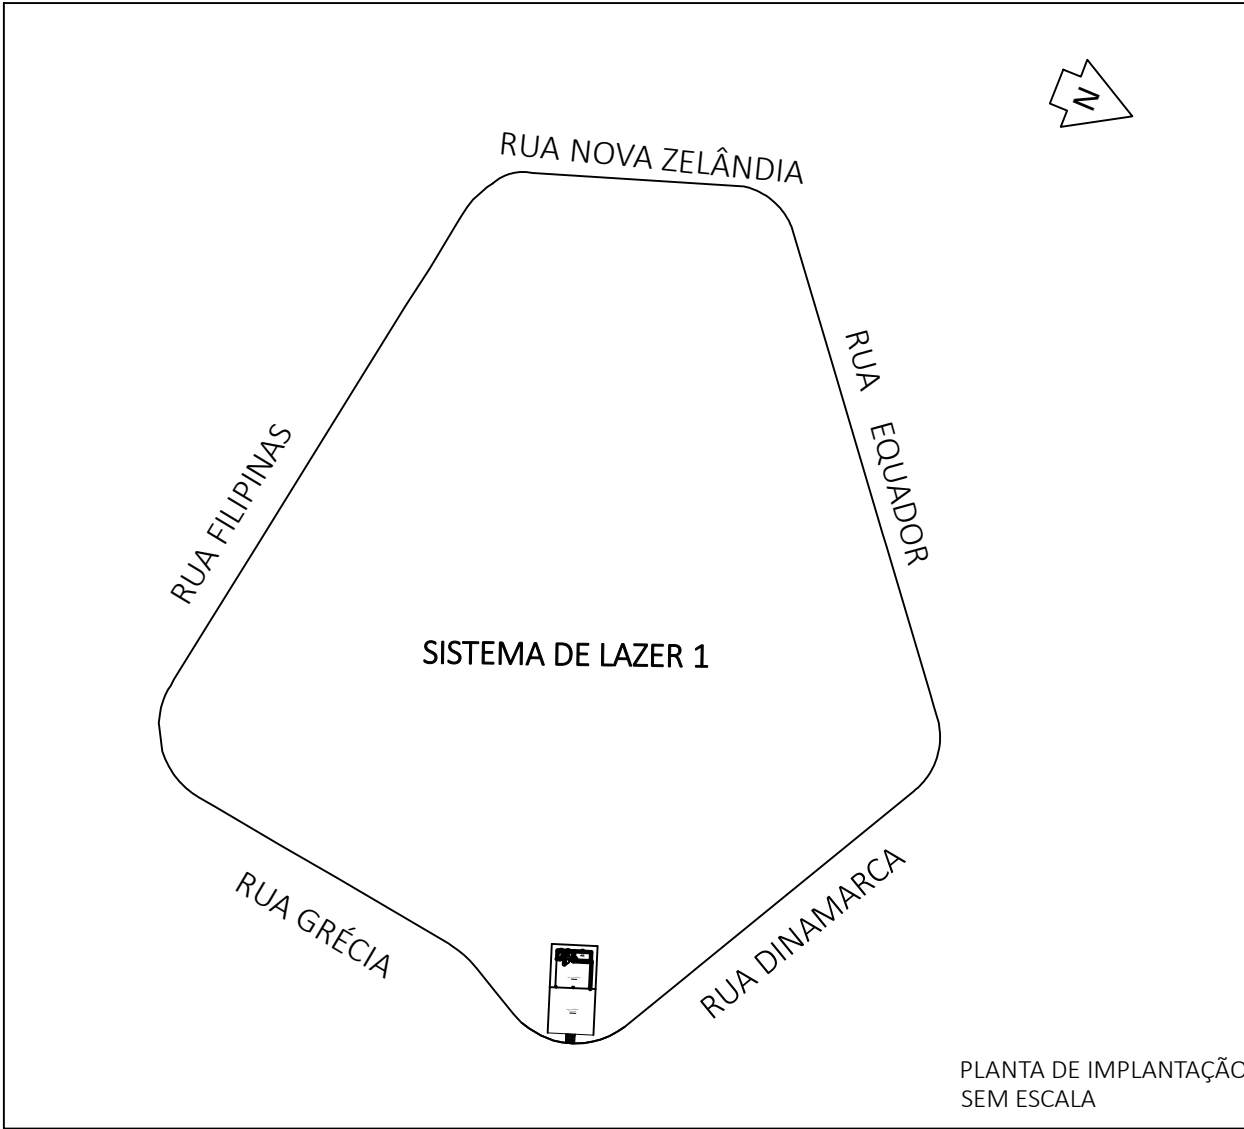 N
RUA NOVA ZELÂNDIA
RUA EQUADOR
RUA FILIPINAS
SISTEMA DE LAZER 1
RUA GRÉCIA
RUA DINAMARCA
PLANTA DE IMPLANTAÇÃO
SEM ESCALA